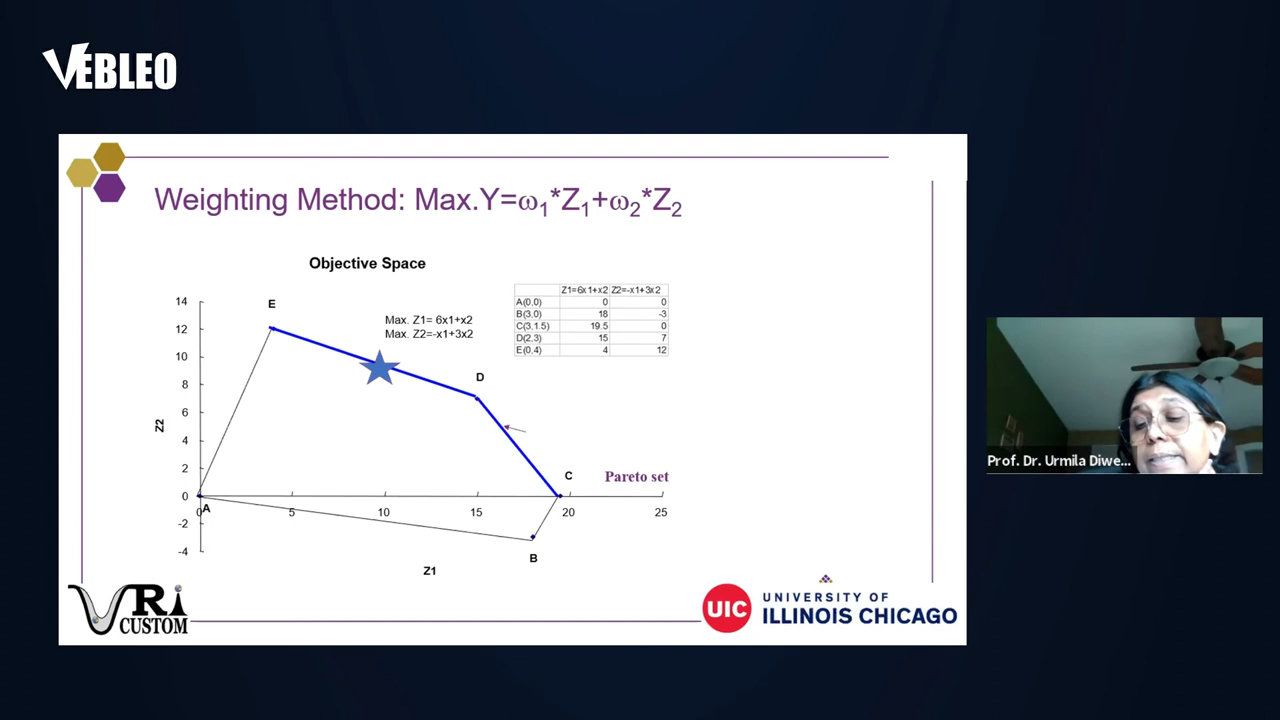 VEBLEO
Weighting Method: Max.Y=ω1*Z1+ω2*Z2
Objective Space
Z1=6x1+x2 Z2=-x1+3x2
A(0,0) 0 0
B(3,0) 18 -3
C(3,1.5) 19.5 0
D(2,3) 15 7
E(0,4) 4 12
Max. Z1= 6x1+x2
Max. Z2=-x1+3x2
14
12
10
8
6
4
2
0
-2
-4
Z2
E
D
C
A
B
Pareto set
0 5 10 15 20 25
Z1
VRi
CUSTOM
UIC
UNIVERSITY OF
ILLINOIS CHICAGO
Prof. Dr. Urmila Diwe...